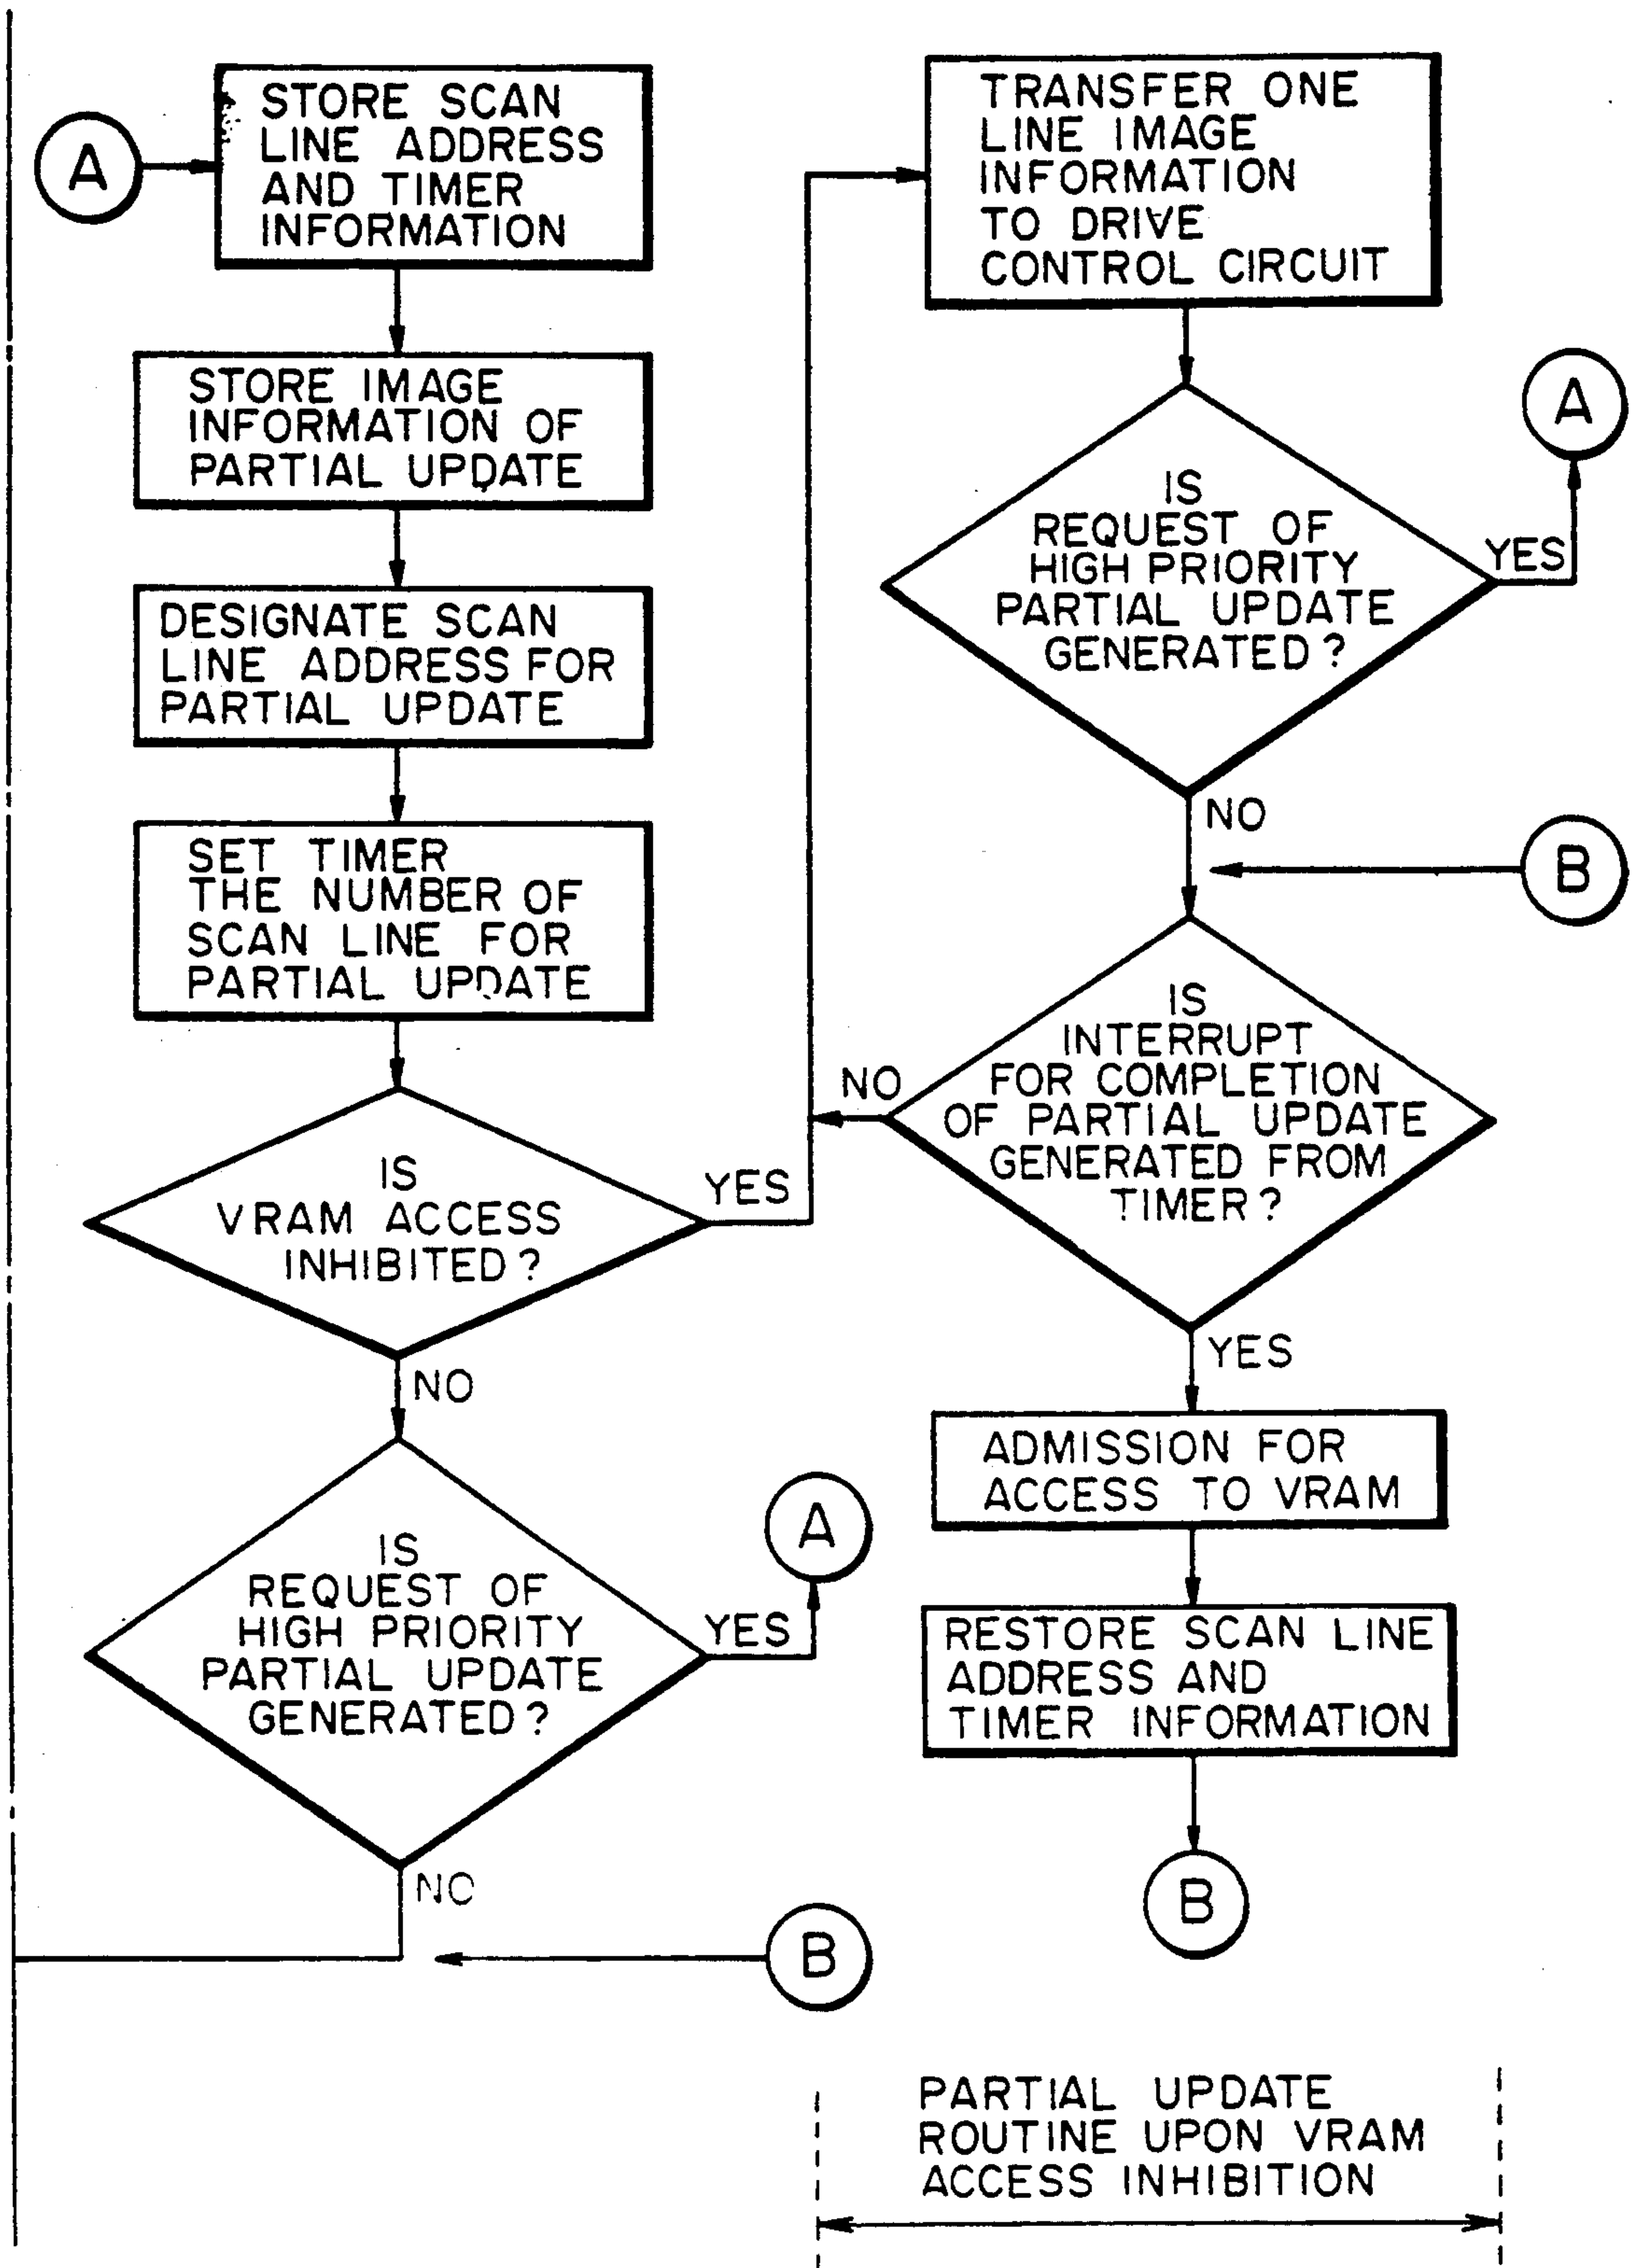 A
STORE SCAN
LINE ADDRESS
AND TIMER
INFORMATION
STORE IMAGE
INFORMATION OF
PARTIAL UPDATE
DESIGNATE SCAN
LINE ADDRESS FOR
PARTIAL UPDATE
SET TIMER
THE NUMBER OF
SCAN LINE FOR
PARTIAL UPDATE
IS
VRAM ACCESS
INHIBITED?
YES
NO
IS
REQUEST OF
HIGH PRIORITY
PARTIAL UPDATE
GENERATED?
YES
A
NO
B
TRANSFER ONE
LINE IMAGE
INFORMATION
TO DRIVE
CONTROL CIRCUIT
IS
REQUEST OF
HIGH PRIORITY
PARTIAL UPDATE
GENERATED?
YES
A
NO
B
IS
INTERRUPT
FOR COMPLETION
OF PARTIAL UPDATE
GENERATED FROM
TIMER?
NO
YES
ADMISSION FOR
ACCESS TO VRAM
RESTORE SCAN LINE
ADDRESS AND
TIMER INFORMATION
B
PARTIAL UPDATE
ROUTINE UPON VRAM
ACCESS INHIBITION